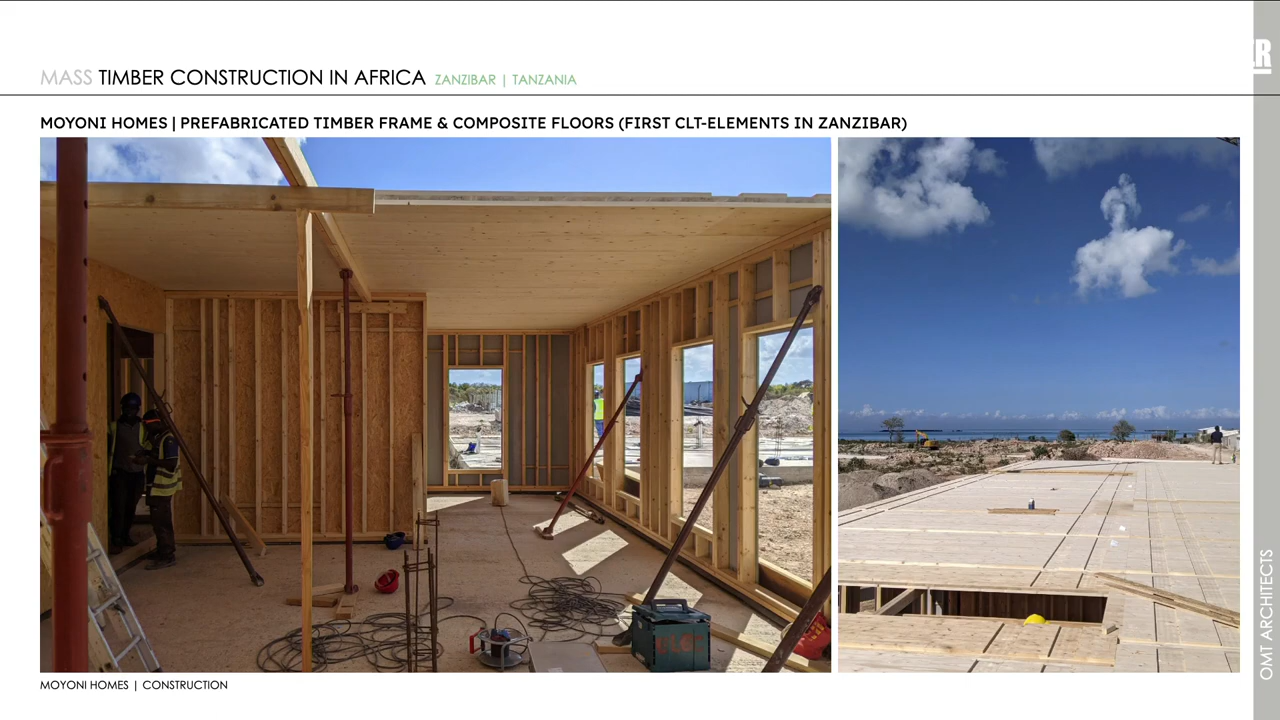 MASS TIMBER CONSTRUCTION IN AFRICA ZANZIBAR | TANZANIA
MOYONI HOMES | PREFABRICATED TIMBER FRAME & COMPOSITE FLOORS (FIRST CLT-ELEMENTS IN ZANZIBAR)
MOYONI HOMES | CONSTRUCTION
OMT ARCHITECTS